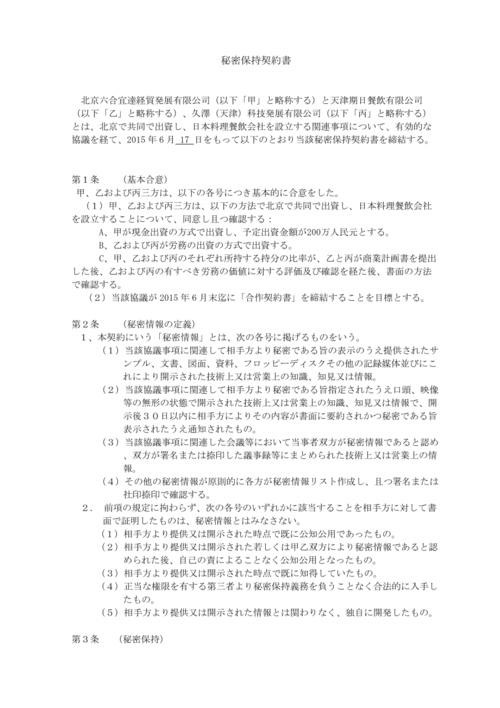 秘密保持契約書
北京六合宜達経貿発展有限公司（以下「甲」と略称する）と天津期日餐飲有限公司
（以下「乙」と略称する）、久澤（天津）科技発展有限公司（以下「丙」と略称する）
とは、北京で共同で出資し、日本料理餐飲会社を設立する関連事項について、有効的な
協議を経て、2015 年 6 月 17 日をもって以下のとおり当該秘密保持契約書を締結する。
第１条　（基本合意）
甲、乙および丙三方は、以下の各号につき基本的に合意をした。
（１）甲、乙および丙三方は、以下の方法で北京で共同で出資し、日本料理餐飲会社
を設立することについて、同意し且つ確認する：
A、甲が現金出資の方式で出資し、予定出資金額が200万人民元とする。
B、乙および丙が労務の出資の方式で出資する。
C、甲、乙および丙のそれぞれ所持する持分の比率が、乙と丙が商業計画書を提出
した後、乙および丙の有すべき労務の価値に対する評価及び確認を経た後、書面の方法
で確認する。
（２）当該協議が 2015 年 6 月末迄に「合作契約書」を締結することを目標とする。
第２条　（秘密情報の定義）
１、本契約にいう「秘密情報」とは、次の各号に掲げるものをいう。
（１）当該協議事項に関連して相手方より秘密である旨の表示のうえ提供されたサ
ンプル、文書、図面、資料、フロッピーディスクその他の記録媒体並びにこ
れにより開示された技術上又は営業上の知識、知見又は情報。
（２）当該協議事項に関連して相手方より秘密である旨指定されたうえ口頭、映像
等の無形の状態で開示された技術上又は営業上の知識、知見又は情報で、開
示後３０日以内に相手方によりその内容が書面に要約されかつ秘密である旨
表示されたうえ通知されたもの。
（３）当該協議事項に関連した会議等において当事者双方が秘密情報であると認め
、双方が署名または捺印した議事録等にまとめられた技術上又は営業上の情
報。
（４）その他の秘密情報が原則的に各方が秘密情報リスト作成し、且つ署名または
社印捺印で確認する。
２．　前項の規定に拘わらず、次の各号のいずれかに該当することを相手方に対して書
面で証明したものは、秘密情報とはみなさない。
（１）相手方より提供又は開示された時点で既に公知公用であったもの。
（２）相手方より提供又は開示された若しくは甲乙双方により秘密情報であると認
められた後、自己の責によることなく公知公用となったもの。
（３）相手方より提供又は開示された時点で既に知得していたもの。
（４）正当な権限を有する第三者より秘密保持義務を負うことなく合法的に入手し
たもの。
（５）相手方より提供又は開示された情報とは関わりなく、独自に開発したもの。
第３条　（秘密保持）